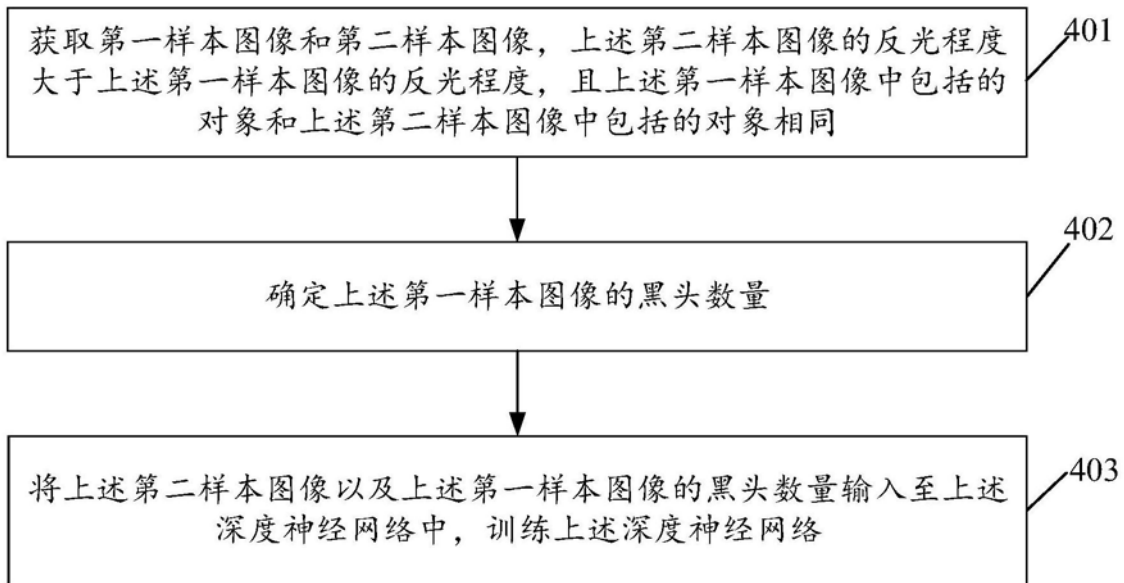 获取第一样本图像和第二样本图像，上述第二样本图像的反光程度
大于上述第一样本图像的反光程度，且上述第一样本图像中包括的
对象和上述第二样本图像中包括的对象相同
401
确定上述第一样本图像的黑头数量
402
将上述第二样本图像以及上述第一样本图像的黑头数量输入至上述
深度神经网络中，训练上述深度神经网络
403